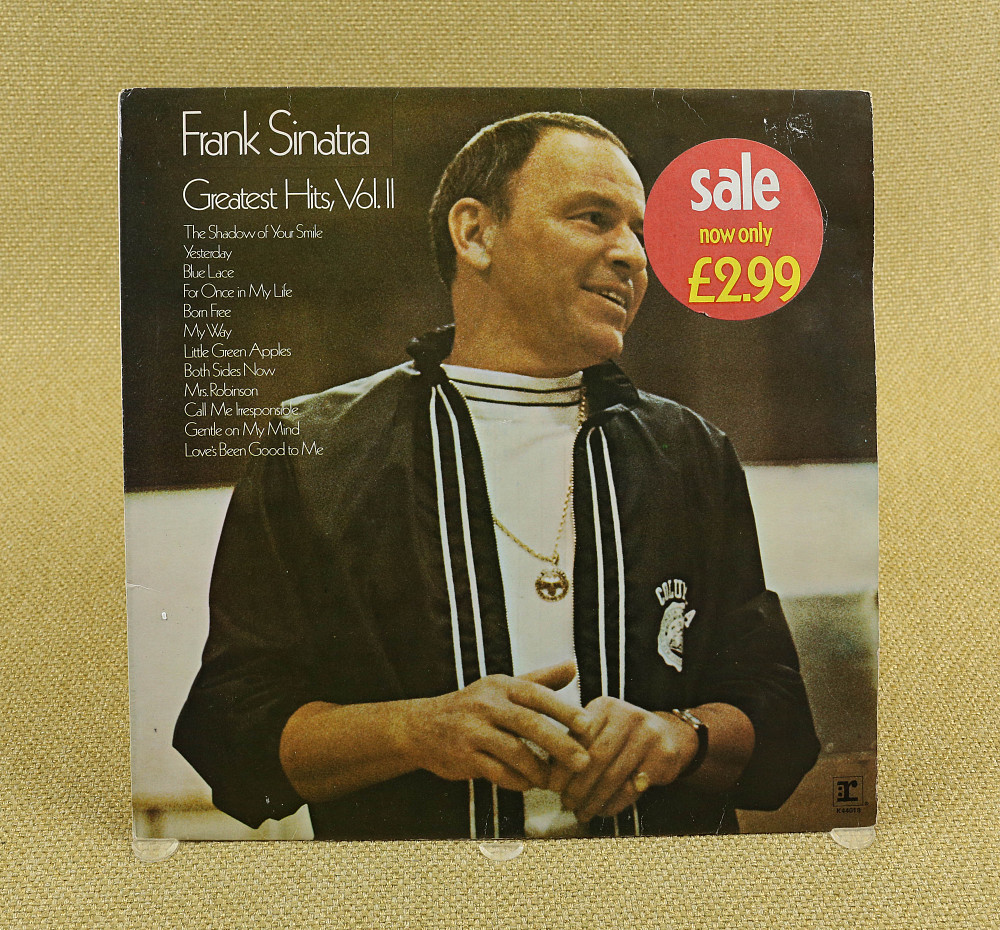 Frank Sinatra
Greatest Hits, Vol. II
The Shadow of Your Smile
Yesterday
Blue Lace
For Once in My Life
Born Free
My Way
Little Green Apples
Both Sides Now
Mrs. Robinson
Call Me Irresponsible
Gentle on My Mind
Love's Been Good to Me
sale
now only
£2.99
r